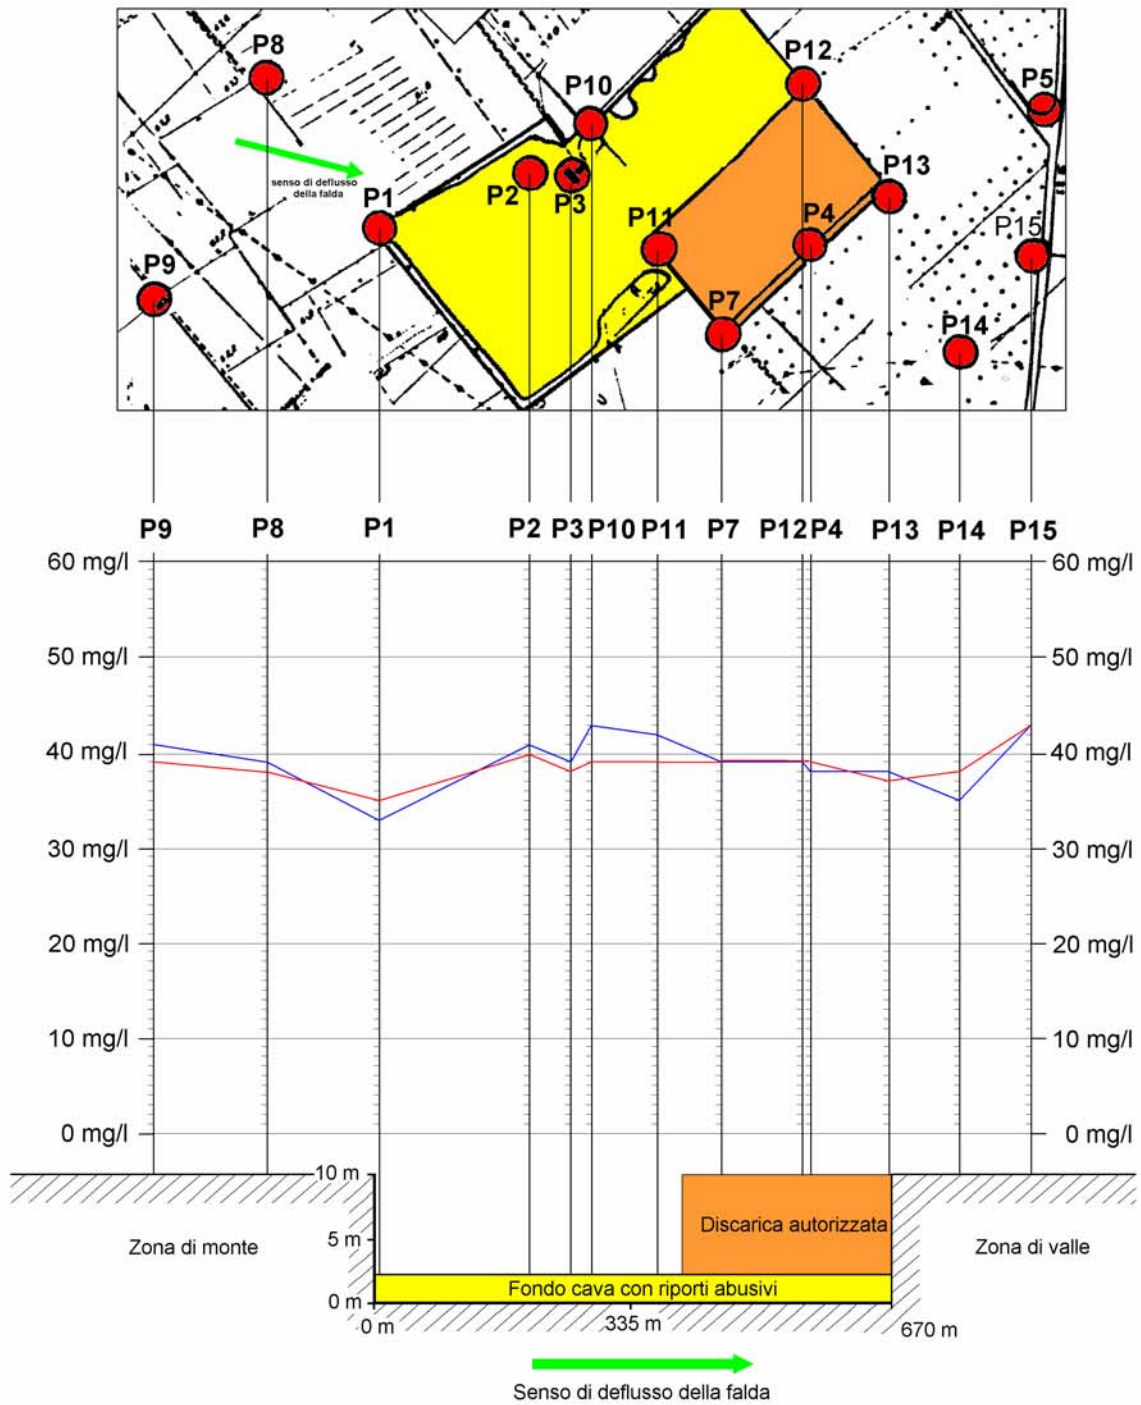 P8
P10
P12
P5
senso di deflusso
della falda
P1
P2
P3
P13
P11
P4
P15
P9
P7
P14
P9 P8 P1 P2 P3 P10 P11 P7 P12 P4 P13 P14 P15
60 mg/l 60 mg/l
50 mg/l 50 mg/l
40 mg/l 40 mg/l
30 mg/l 30 mg/l
20 mg/l 20 mg/l
10 mg/l 10 mg/l
0 mg/l 0 mg/l
10 m
Discarica autorizzata
Zona di monte 5 m Zona di valle
Fondo cava con riporti abusivi
0 m
0 m 335 m 670 m
Senso di deflusso della falda